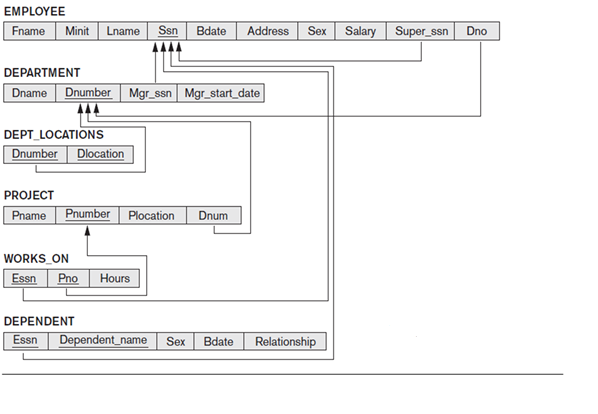 EMPLOYEE
Fname Minit Lname Ssn Bdate Address Sex Salary Super_ssn Dno
DEPARTMENT
Dname Dnumber Mgr_ssn Mgr_start_date
DEPT_LOCATIONS
Dnumber Dlocation
PROJECT
Pname Pnumber Plocation Dnum
WORKS_ON
Essn Pno Hours
DEPENDENT
Essn Dependent_name Sex Bdate Relationship